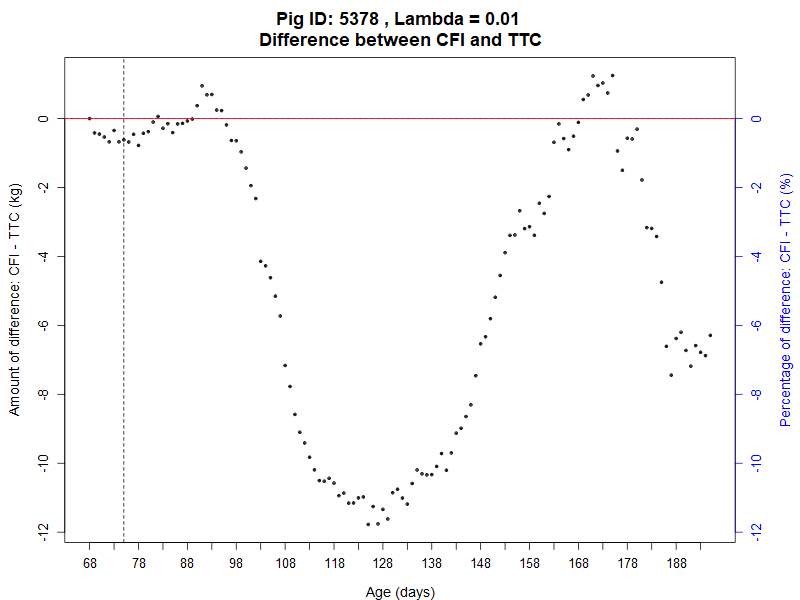 Pig ID: 5378 , Lambda = 0.01
Difference between CFI and TTC
Amount of difference: CFI - TTC (kg)
0
-2
-4
-6
-8
-10
-12
0
-2
-4
-6
-8
-10
-12
Percentage of difference: CFI - TTC (%)
68 78 88 98 108 118 128 138 148 158 168 178 188
Age (days)